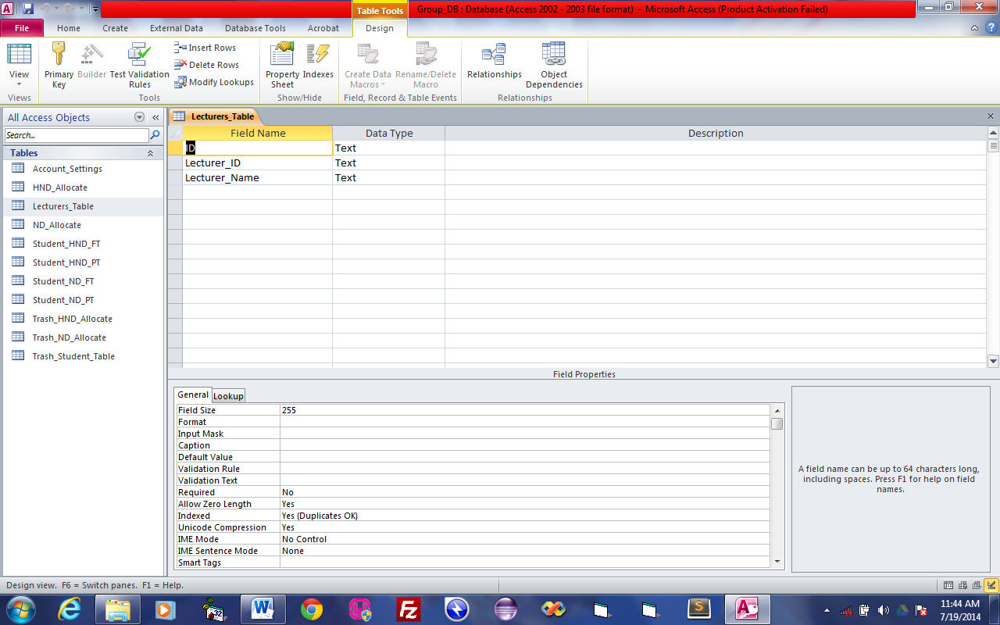 Table Tools
Group_DB : Database (Access 2002 - 2003 file format) - Microsoft Access (Product Activation Failed)
File Home Create External Data Database Tools Acrobat Design
View
Primary Key
Builder
Test Validation Rules
Insert Rows
Delete Rows
Modify Lookups
Property Sheet
Indexes
Create Data Macros
Rename/Delete Macro
Relationships
Object Dependencies
Views Tools Show/Hide Field, Record & Table Events Relationships
All Access Objects
Search...
Tables
Account_Settings
HND_Allocate
Lecturers_Table
ND_Allocate
Student_HND_FT
Student_HND_PT
Student_ND_FT
Student_ND_PT
Trash_HND_Allocate
Trash_ND_Allocate
Trash_Student_Table
Lecturers_Table
Field Name Data Type Description
ID Text
Lecturer_ID Text
Lecturer_Name Text
Field Properties
General Lookup
Field Size 255
Format
Input Mask
Caption
Default Value
Validation Rule
Validation Text
Required No
Allow Zero Length Yes
Indexed Yes (Duplicates OK)
Unicode Compression Yes
IME Mode No Control
IME Sentence Mode None
Smart Tags
A field name can be up to 64 characters long,
including spaces. Press F1 for help on field
names.
Design view. F6 = Switch panes. F1 = Help.
11:44 AM
7/19/2014